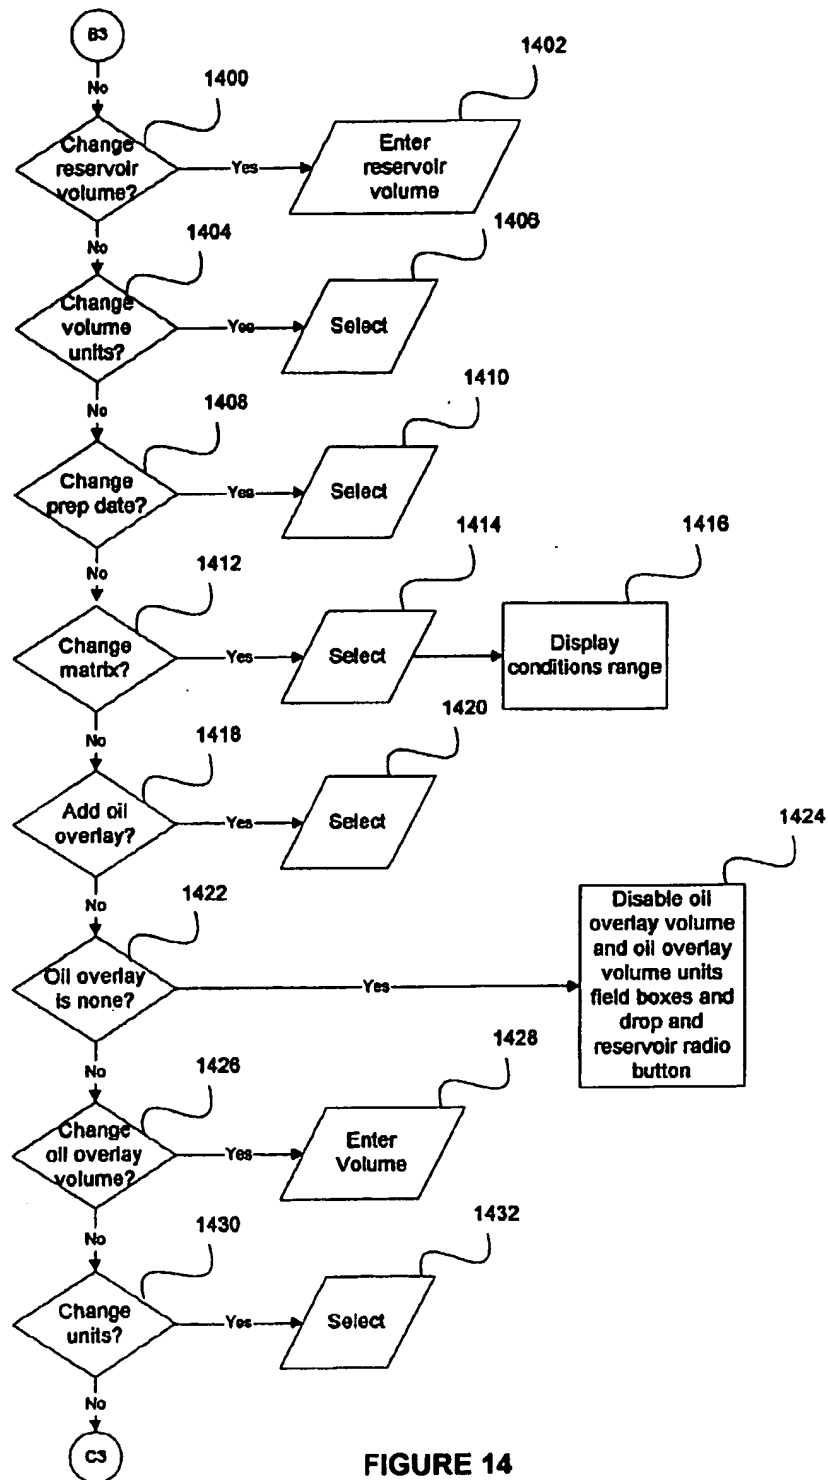 B3
No
1400
Change
reservoir
volume?
Yes
1402
Enter
reservoir
volume
No
1404
Change
volume
units?
Yes
1406
Select
No
1408
Change
prep date?
Yes
1410
Select
No
1412
Change
matrix?
Yes
1414
Select
1416
Display
conditions range
No
1418
Add oil
overlay?
Yes
1420
Select
No
1422
Oil overlay
is none?
Yes
1424
Disable oil
overlay volume
and oil overlay
volume units
field boxes and
drop and
reservoir radio
button
No
1426
Change
oil overlay
volume?
Yes
1428
Enter
Volume
No
1430
Change
units?
Yes
1432
Select
No
C3
FIGURE 14